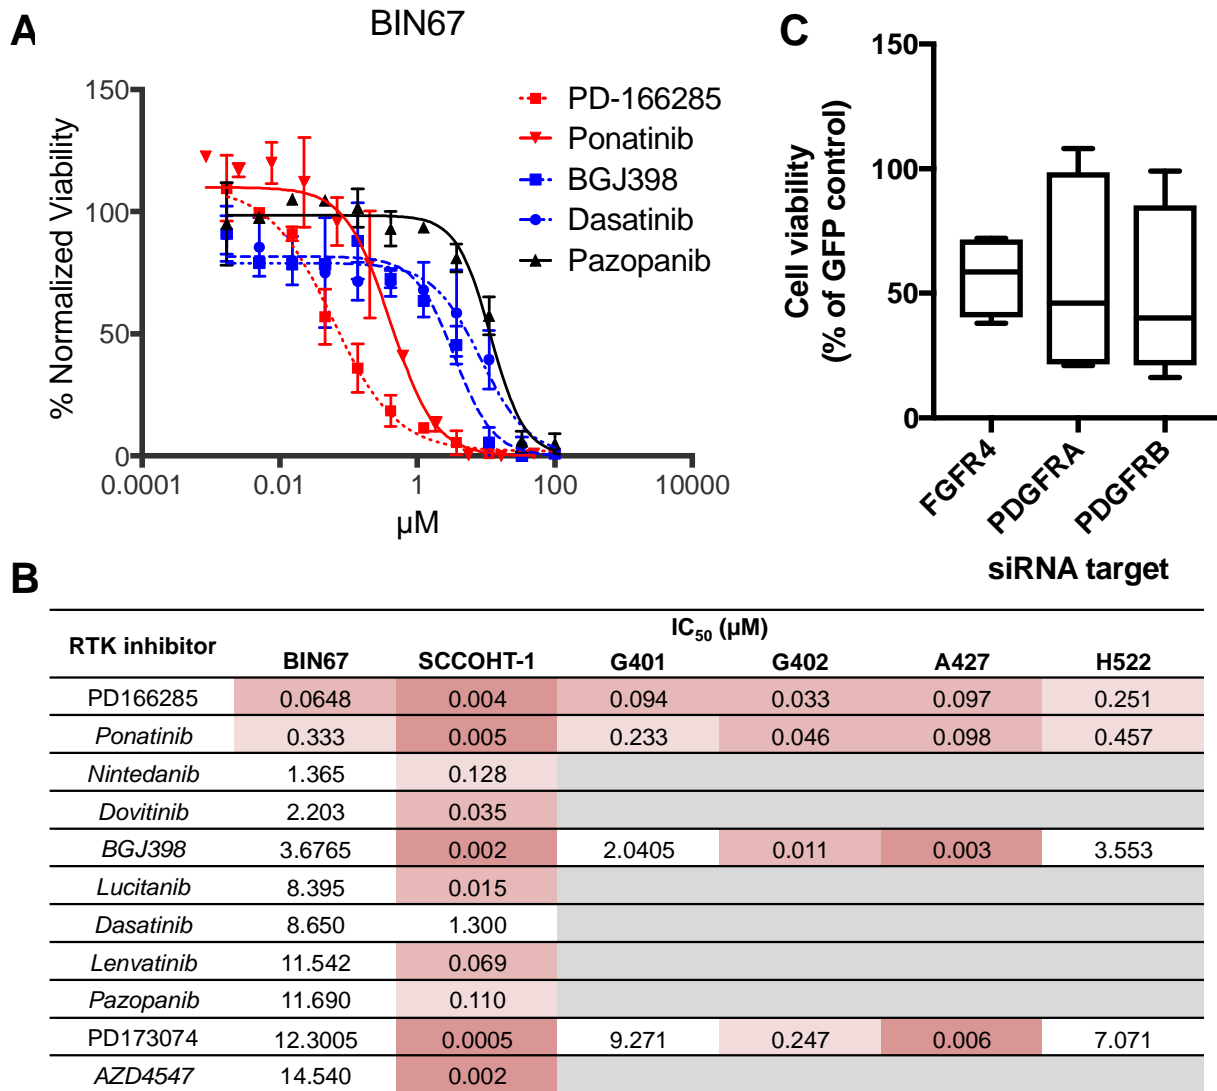 A
BIN67
150
100
50
0
% Normalized Viability
0.0001
0.01
1
100
10000
µM
PD-166285
Ponatinib
BGJ398
Dasatinib
Pazopanib
C
150
100
50
0
Cell viability
(% of GFP control)
FGFR4
PDGFRA
PDGFRB
siRNA target
B
RTK inhibitor IC50 (µM)
BIN67 SCCOHT-1 G401 G402 A427 H522
PD166285 0.0648 0.004 0.094 0.033 0.097 0.251
Ponatinib 0.333 0.005 0.233 0.046 0.098 0.457
Nintedanib 1.365 0.128
Dovitinib 2.203 0.035
BGJ398 3.6765 0.002 2.0405 0.011 0.003 3.553
Lucitanib 8.395 0.015
Dasatinib 8.650 1.300
Lenvatinib 11.542 0.069
Pazopanib 11.690 0.110
PD173074 12.3005 0.0005 9.271 0.247 0.006 7.071
AZD4547 14.540 0.002